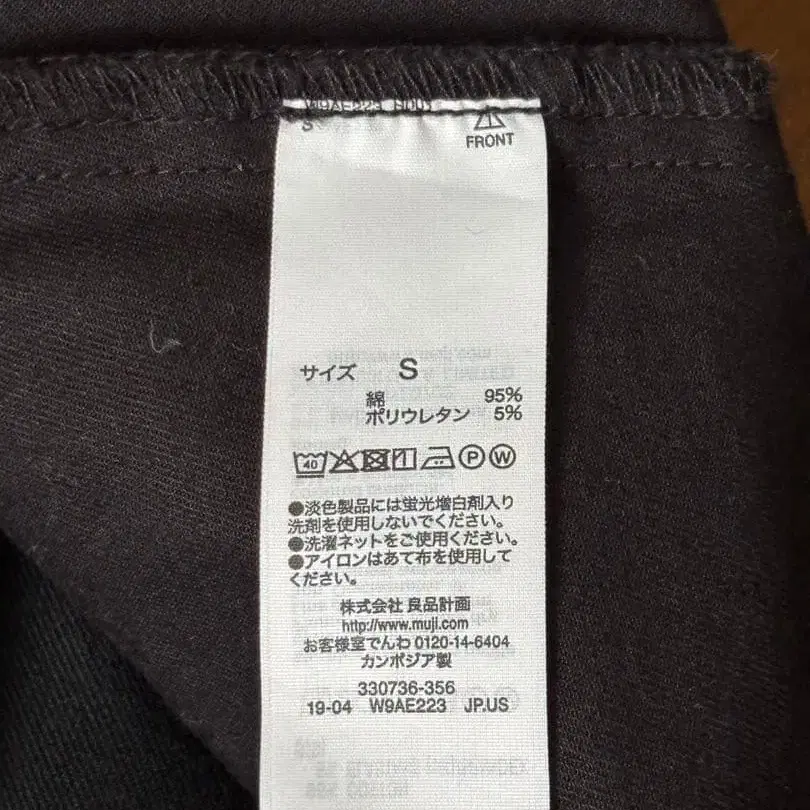 W9AE223
S
FRONT
サイズ S
綿 95%
ポリウレタン 5%
40
P W
●淡色製品には蛍光増白剤入り
洗剤を使用しないでください。
●洗濯ネットをご使用ください。
●アイロンはあて布を使用して
ください。
株式会社 良品計画
http://www.muji.com
お客様室でんわ 0120-14-6404
カンボジア製
330736-356
19-04 W9AE223 JP.US